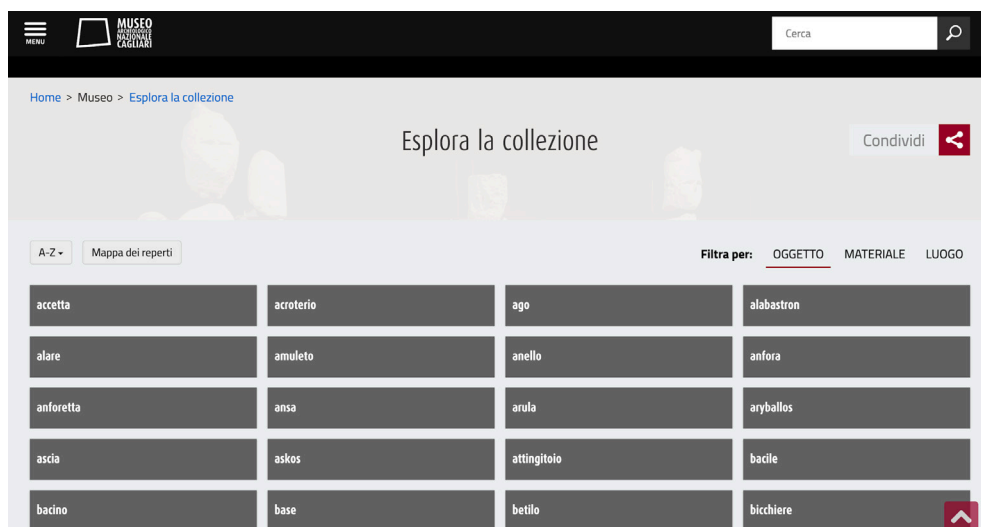 MENU
MUSEO
ARCHEOLOGICO
NAZIONALE
CAGLIARI
Cerca
Home > Museo > Esplora la collezione
Esplora la collezione
Condividi
A-Z
Mappa dei reperti
Filtra per: OGGETTO MATERIALE LUOGO
accetta acroterio ago alabastron
alare amuleto anello anfora
anforetta ansa arula aryballos
ascia askos attingitoio bacile
bacino base betilo bicchiere